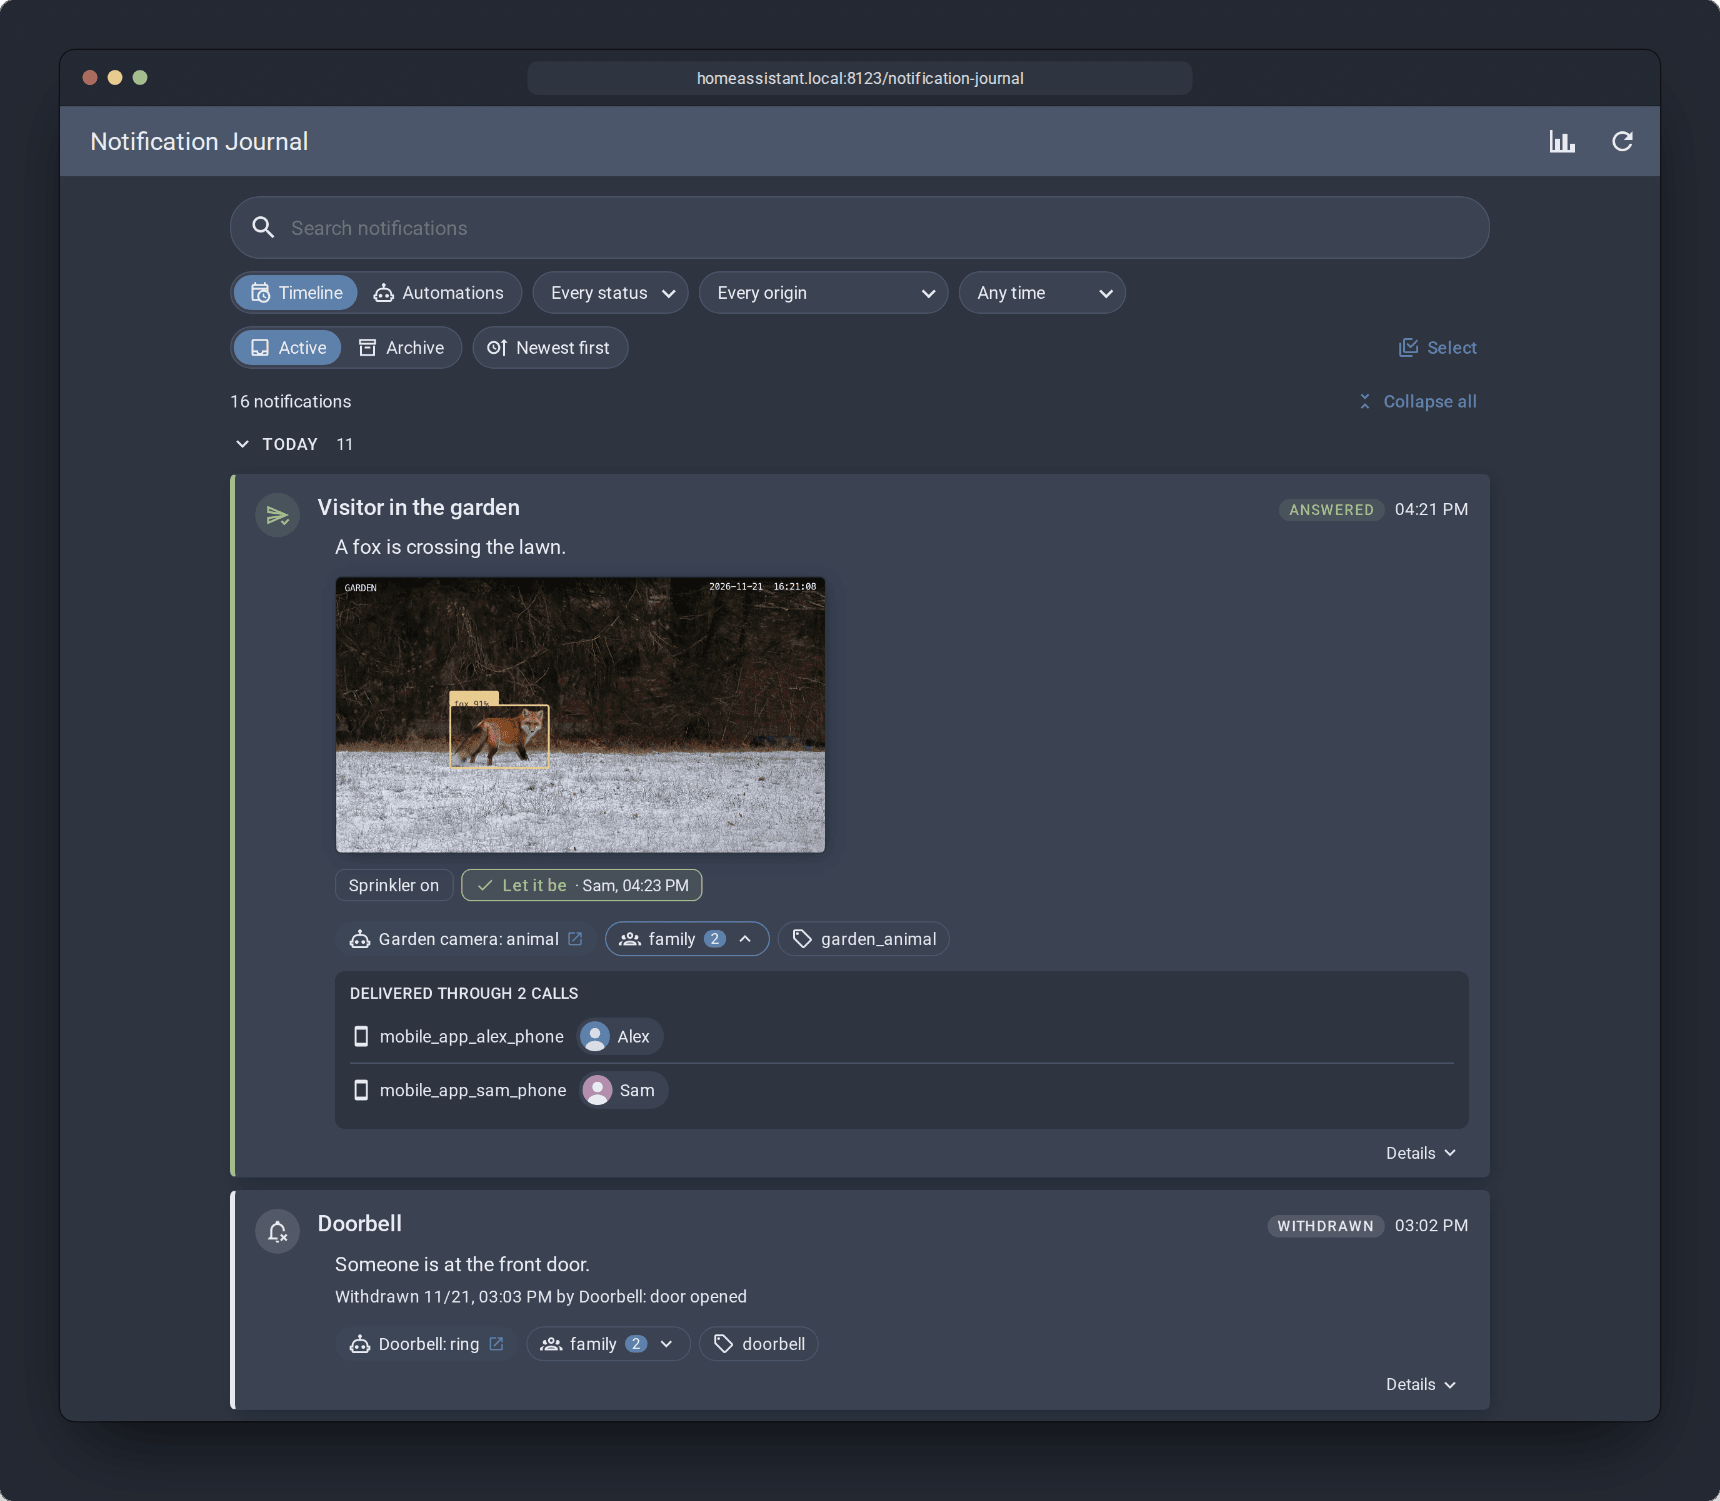 homeassistant.local:8123/notification-journal
Notification Journal
Search notifications
Timeline Automations Every status Every origin Any time
Active Archive Newest first Select
16 notifications Collapse all
TODAY 11
Visitor in the garden ANSWERED 04:21 PM
A fox is crossing the lawn.
GARDEN 2026-11-21 16:21:08
fox 91%
Sprinkler on Let it be · Sam, 04:23 PM
Garden camera: animal family 2 garden_animal
DELIVERED THROUGH 2 CALLS
mobile_app_alex_phone Alex
mobile_app_sam_phone Sam
Details
Doorbell WITHDRAWN 03:02 PM
Someone is at the front door.
Withdrawn 11/21, 03:03 PM by Doorbell: door opened
Doorbell: ring family 2 doorbell
Details